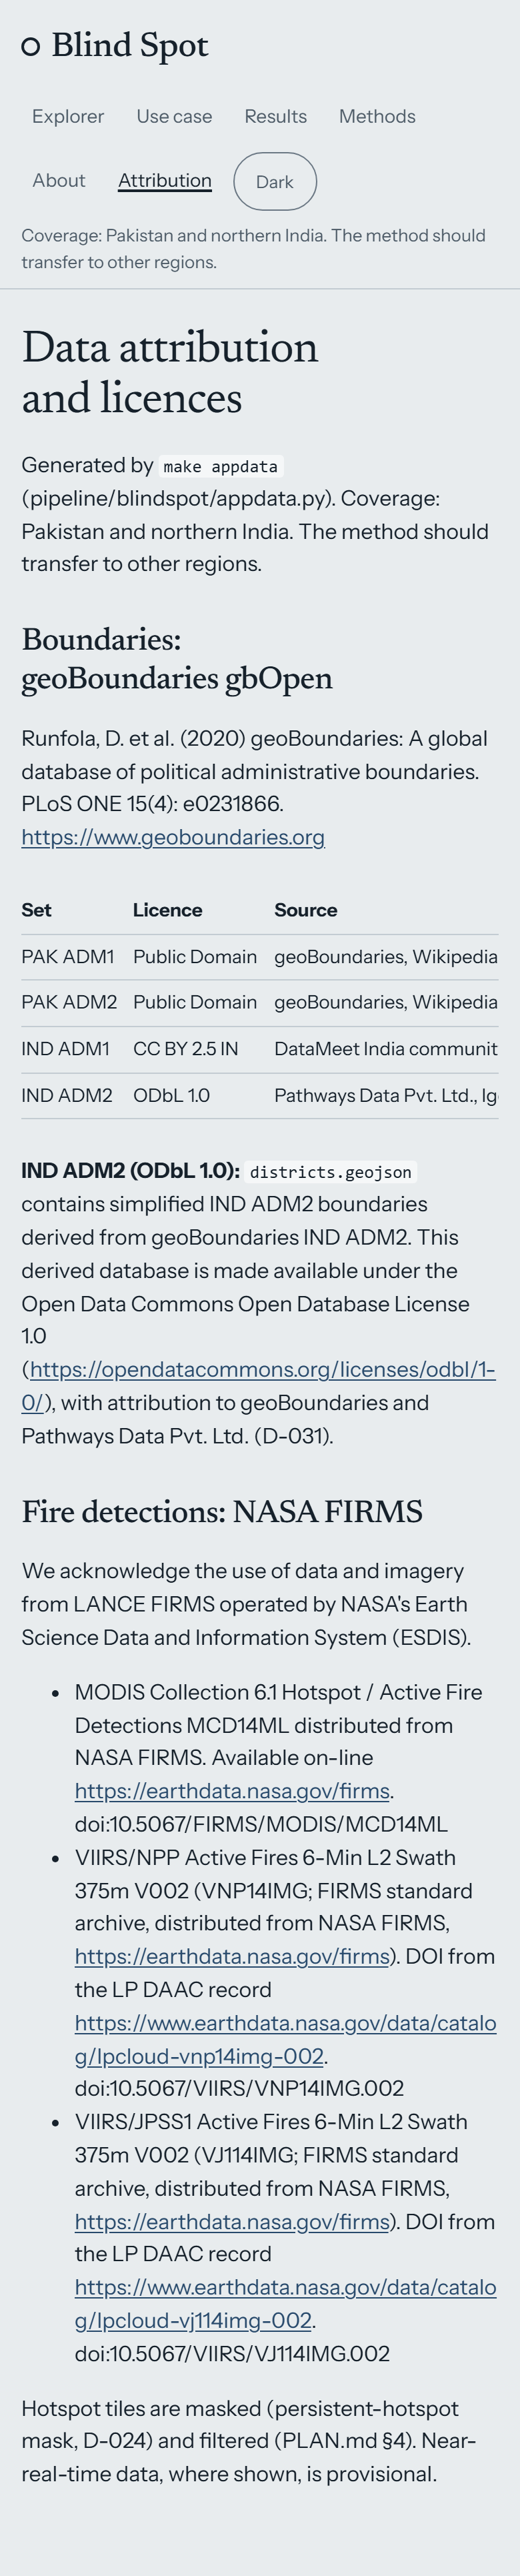 Blind Spot
Explorer Use case Results Methods
About Attribution Dark
Coverage: Pakistan and northern India. The method should
transfer to other regions.
Data attribution
and licences
Generated by make appdata
(pipeline/blindspot/appdata.py). Coverage:
Pakistan and northern India. The method should
transfer to other regions.
Boundaries:
geoBoundaries gbOpen
Runfola, D. et al. (2020) geoBoundaries: A global
database of political administrative boundaries.
PLoS ONE 15(4): e0231866.
https://www.geoboundaries.org
Set Licence Source
PAK ADM1 Public Domain geoBoundaries, Wikipedia
PAK ADM2 Public Domain geoBoundaries, Wikipedia
IND ADM1 CC BY 2.5 IN DataMeet India communit
IND ADM2 ODbL 1.0 Pathways Data Pvt. Ltd., Ig
IND ADM2 (ODbL 1.0): districts.geojson
contains simplified IND ADM2 boundaries
derived from geoBoundaries IND ADM2. This
derived database is made available under the
Open Data Commons Open Database License
1.0
(https://opendatacommons.org/licenses/odbl/1-
0/), with attribution to geoBoundaries and
Pathways Data Pvt. Ltd. (D-031).
Fire detections: NASA FIRMS
We acknowledge the use of data and imagery
from LANCE FIRMS operated by NASA's Earth
Science Data and Information System (ESDIS).
• MODIS Collection 6.1 Hotspot / Active Fire
Detections MCD14ML distributed from
NASA FIRMS. Available on-line
https://earthdata.nasa.gov/firms.
doi:10.5067/FIRMS/MODIS/MCD14ML
• VIIRS/NPP Active Fires 6-Min L2 Swath
375m V002 (VNP14IMG; FIRMS standard
archive, distributed from NASA FIRMS,
https://earthdata.nasa.gov/firms). DOI from
the LP DAAC record
https://www.earthdata.nasa.gov/data/catalo
g/lpcloud-vnp14img-002.
doi:10.5067/VIIRS/VNP14IMG.002
• VIIRS/JPSS1 Active Fires 6-Min L2 Swath
375m V002 (VJ114IMG; FIRMS standard
archive, distributed from NASA FIRMS,
https://earthdata.nasa.gov/firms). DOI from
the LP DAAC record
https://www.earthdata.nasa.gov/data/catalo
g/lpcloud-vj114img-002.
doi:10.5067/VIIRS/VJ114IMG.002
Hotspot tiles are masked (persistent-hotspot
mask, D-024) and filtered (PLAN.md §4). Near-
real-time data, where shown, is provisional.